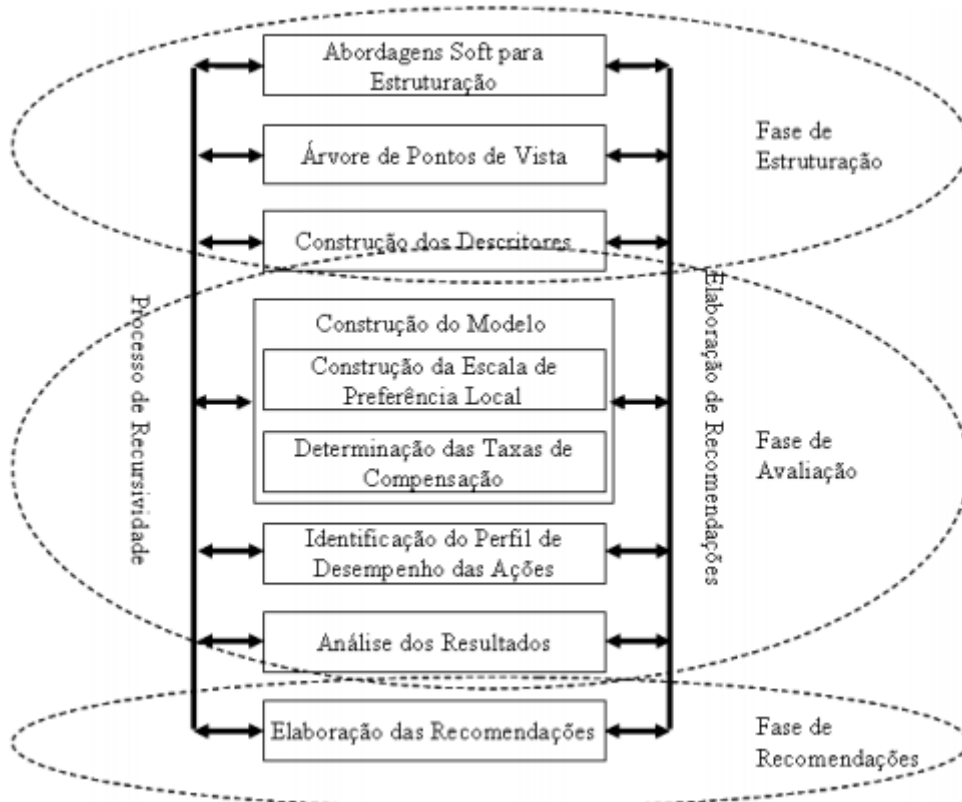 Abordagens Soft para
Estruturação
Fase de
Estruturação
Árvore de Pontos de Vista
Construção dos Descritores
Processo de Recursividade
Elaboração de Recomendações
Construção do Modelo
Construção da Escala de
Preferência Local
Determinação das Taxas de
Compensação
Fase de
Avaliação
Identificação do Perfil de
Desempenho das Ações
Análise dos Resultados
Elaboração das Recomendações
Fase de
Recomendações